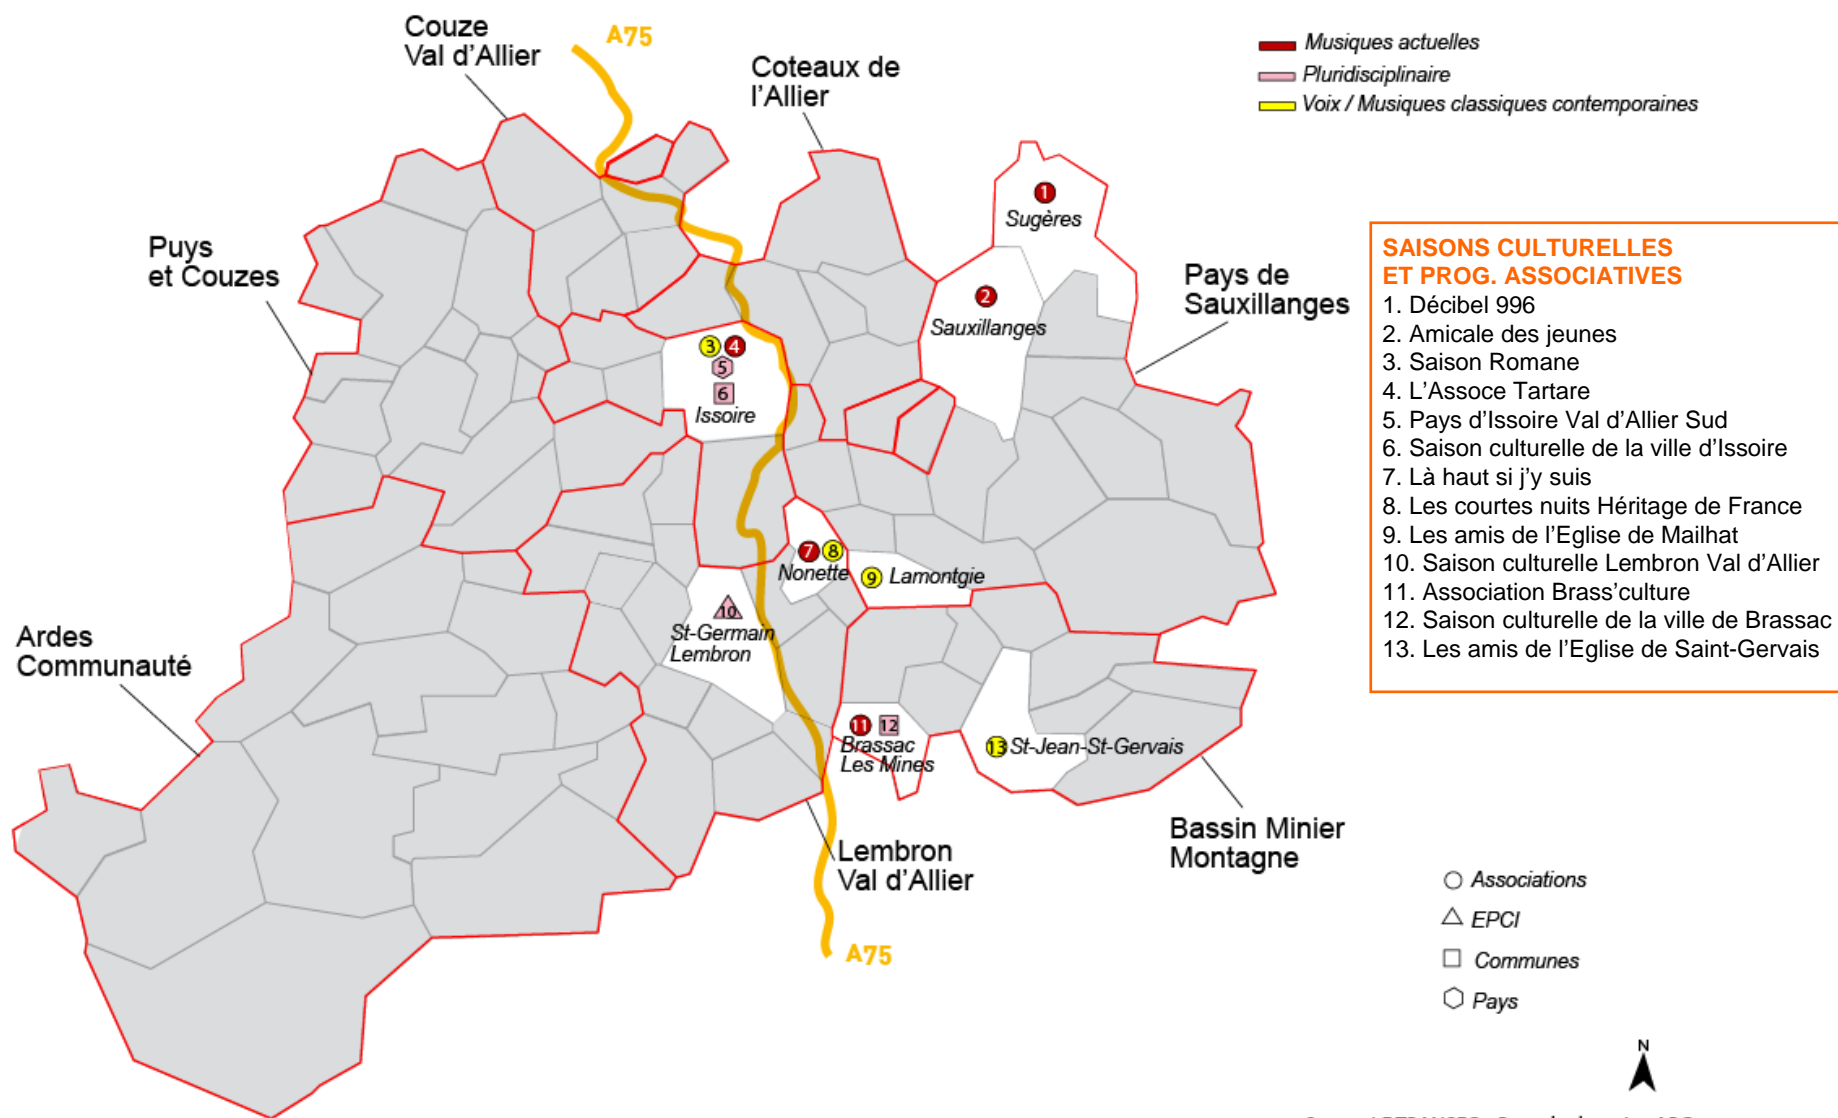 Couze
Val d'Allier
A75
Coteaux de
l'Allier
Musiques actuelles
Pluridisciplinaire
Voix / Musiques classiques contemporaines
Puys
et Couzes
1
Sugères
2
Sauxillanges
Pays de
Sauxillanges
3 4
5
6
Issoire
SAISONS CULTURELLES
ET PROG. ASSOCIATIVES
1. Décibel 996
2. Amicale des jeunes
3. Saison Romane
4. L'Assoce Tartare
5. Pays d'Issoire Val d'Allier Sud
6. Saison culturelle de la ville d'Issoire
7. Là haut si j'y suis
8. Les courtes nuits Héritage de France
9. Les amis de l'Eglise de Mailhat
10. Saison culturelle Lembron Val d'Allier
11. Association Brass'culture
12. Saison culturelle de la ville de Brassac
13. Les amis de l'Eglise de Saint-Gervais
7 8
Nonette
9 Lamontgie
10
St-Germain
Lembron
Ardes
Communauté
11 12
Brassac
Les Mines
13 St-Jean-St-Gervais
Bassin Minier
Montagne
Lembron
Val d'Allier
A75
Associations
EPCI
Communes
Pays
N